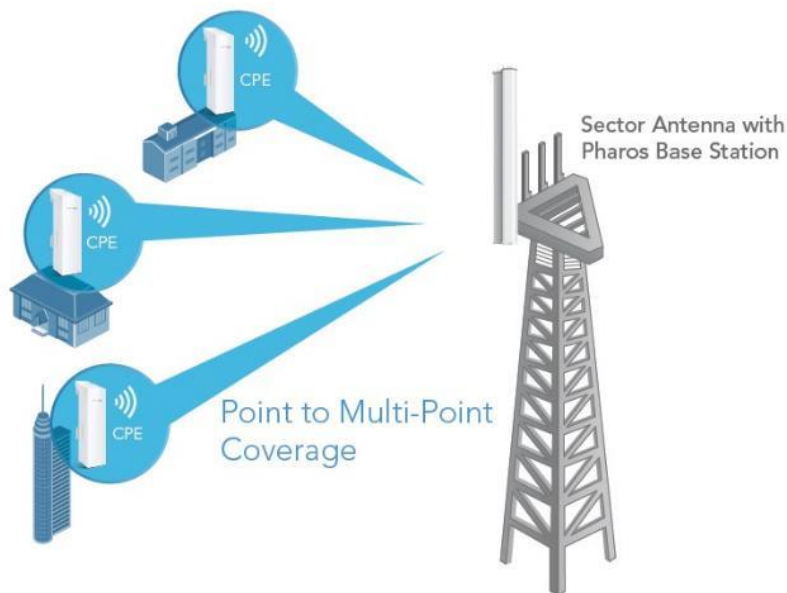 CPE
Sector Antenna with
Pharos Base Station
CPE
CPE
Point to Multi-Point
Coverage